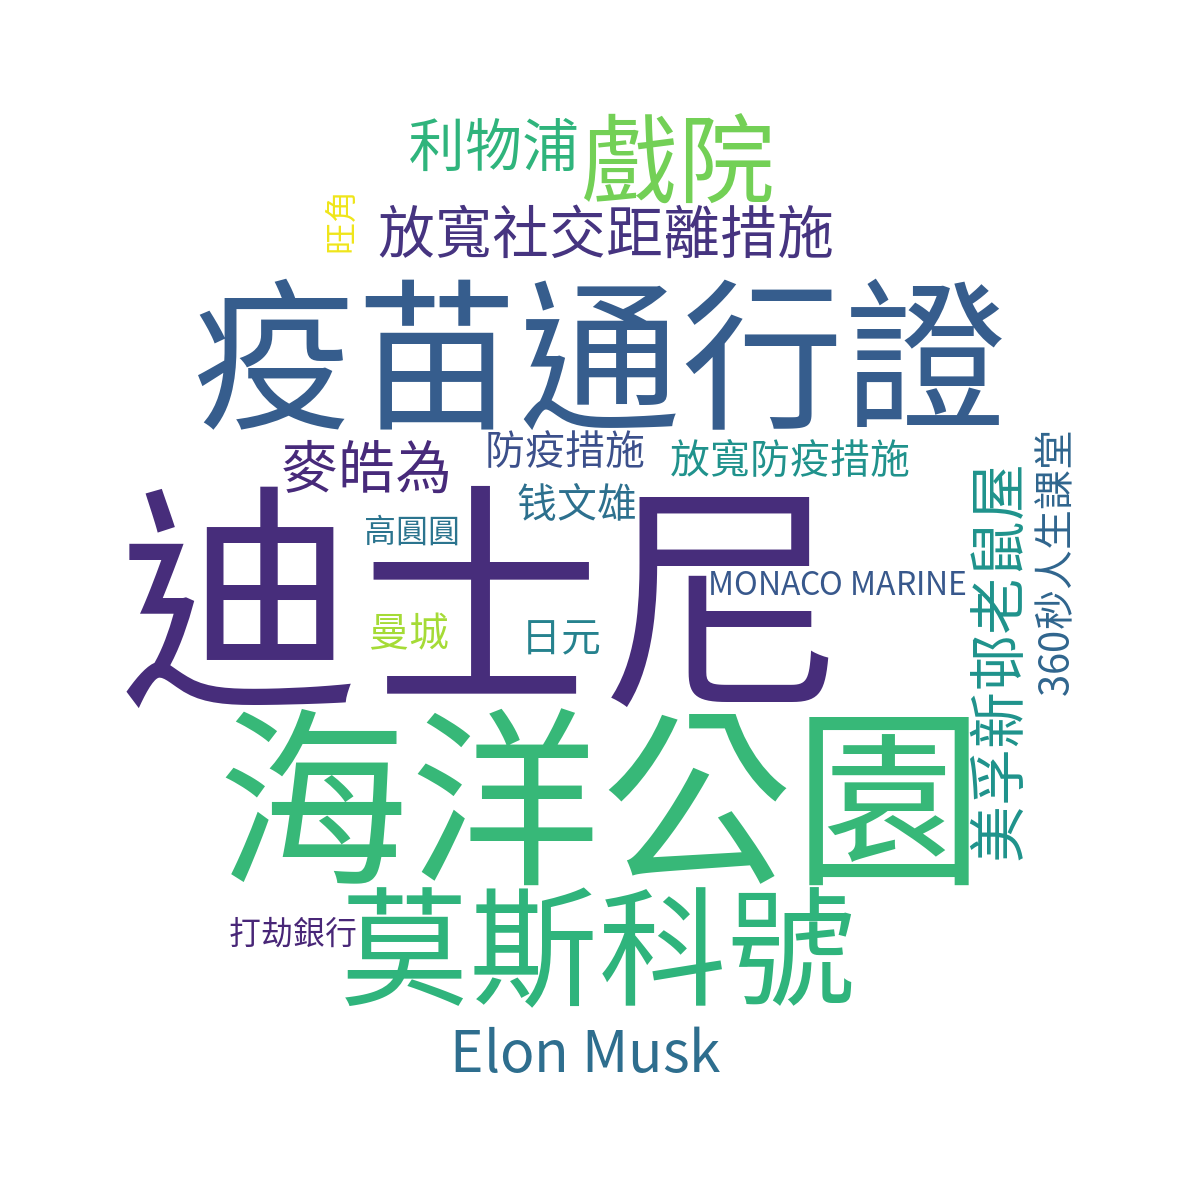 利物浦
戲院
旺角
放寬社交距離措施
疫苗通行證
麥皓為
防疫措施
放寬防疫措施
360秒人生課堂
美孚新邨老鼠屋
钱文雄
迪士尼
高圓圓
MONACO MARINE
曼城
日元
海洋公園
莫斯科號
打劫銀行
Elon Musk